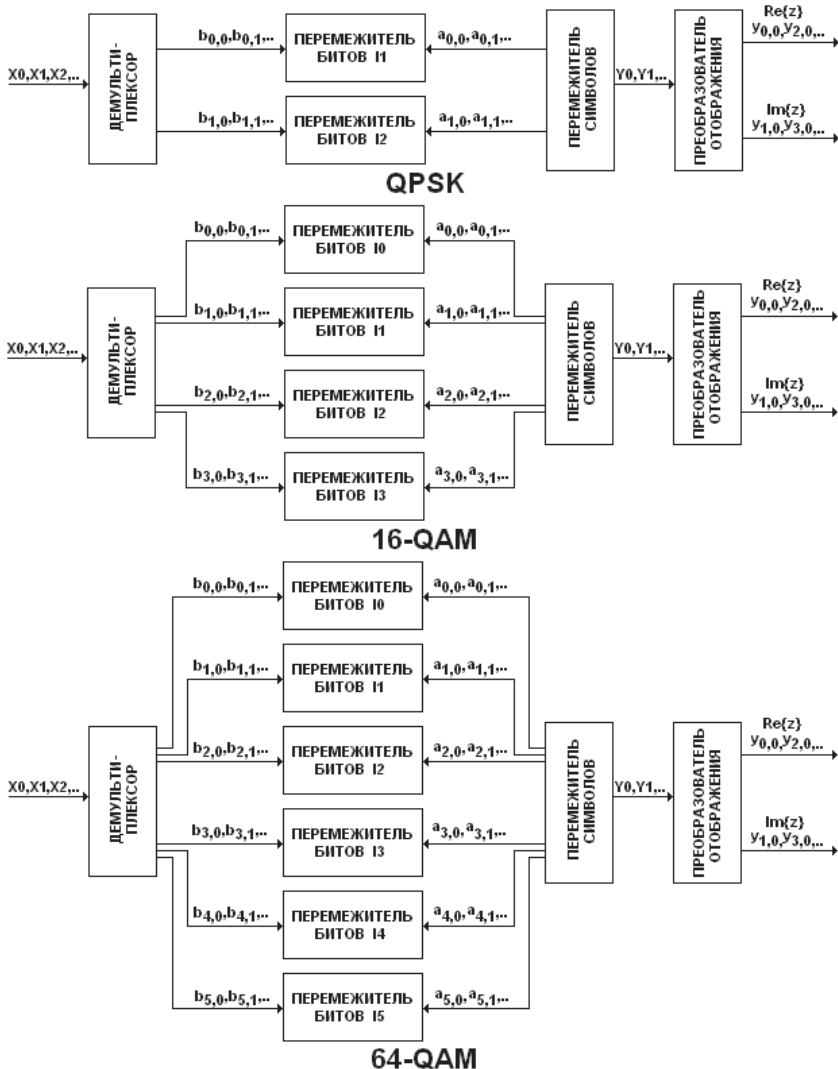 X0,X1,X2,..
ДЕМУЛЬТИ-
ПЛЕКСОР
b0,0,b0,1,..
ПЕРЕМЕЖИТЕЛЬ
БИТОВ I1
a0,0,a0,1,..
b1,0,b1,1,..
ПЕРЕМЕЖИТЕЛЬ
БИТОВ I2
a1,0,a1,1,..
ПЕРЕМЕЖИТЕЛЬ
СИМВОЛОВ
Y0,Y1,..
ПРЕОБРАЗОВАТЕЛЬ
ОТОБРАЖЕНИЯ
Re{z}
y0,0,y2,0,..
Im{z}
y1,0,y3,0,..
QPSK
X0,X1,X2,..
ДЕМУЛЬТИ-
ПЛЕКСОР
b0,0,b0,1,..
ПЕРЕМЕЖИТЕЛЬ
БИТОВ I0
a0,0,a0,1,..
b1,0,b1,1,..
ПЕРЕМЕЖИТЕЛЬ
БИТОВ I1
a1,0,a1,1,..
b2,0,b2,1,..
ПЕРЕМЕЖИТЕЛЬ
БИТОВ I2
a2,0,a2,1,..
b3,0,b3,1,..
ПЕРЕМЕЖИТЕЛЬ
БИТОВ I3
a3,0,a3,1,..
ПЕРЕМЕЖИТЕЛЬ
СИМВОЛОВ
Y0,Y1,..
ПРЕОБРАЗОВАТЕЛЬ
ОТОБРАЖЕНИЯ
Re{z}
y0,0,y2,0,..
Im{z}
y1,0,y3,0,..
16-QAM
X0,X1,X2,..
ДЕМУЛЬТИ-
ПЛЕКСОР
b0,0,b0,1,..
ПЕРЕМЕЖИТЕЛЬ
БИТОВ I0
a0,0,a0,1,..
b1,0,b1,1,..
ПЕРЕМЕЖИТЕЛЬ
БИТОВ I1
a1,0,a1,1,..
b2,0,b2,1,..
ПЕРЕМЕЖИТЕЛЬ
БИТОВ I2
a2,0,a2,1,..
b3,0,b3,1,..
ПЕРЕМЕЖИТЕЛЬ
БИТОВ I3
a3,0,a3,1,..
b4,0,b4,1,..
ПЕРЕМЕЖИТЕЛЬ
БИТОВ I4
a4,0,a4,1,..
b5,0,b5,1,..
ПЕРЕМЕЖИТЕЛЬ
БИТОВ I5
a5,0,a5,1,..
ПЕРЕМЕЖИТЕЛЬ
СИМВОЛОВ
Y0,Y1,..
ПРЕОБРАЗОВАТЕЛЬ
ОТОБРАЖЕНИЯ
Re{z}
y0,0,y2,0,..
Im{z}
y1,0,y3,0,..
64-QAM